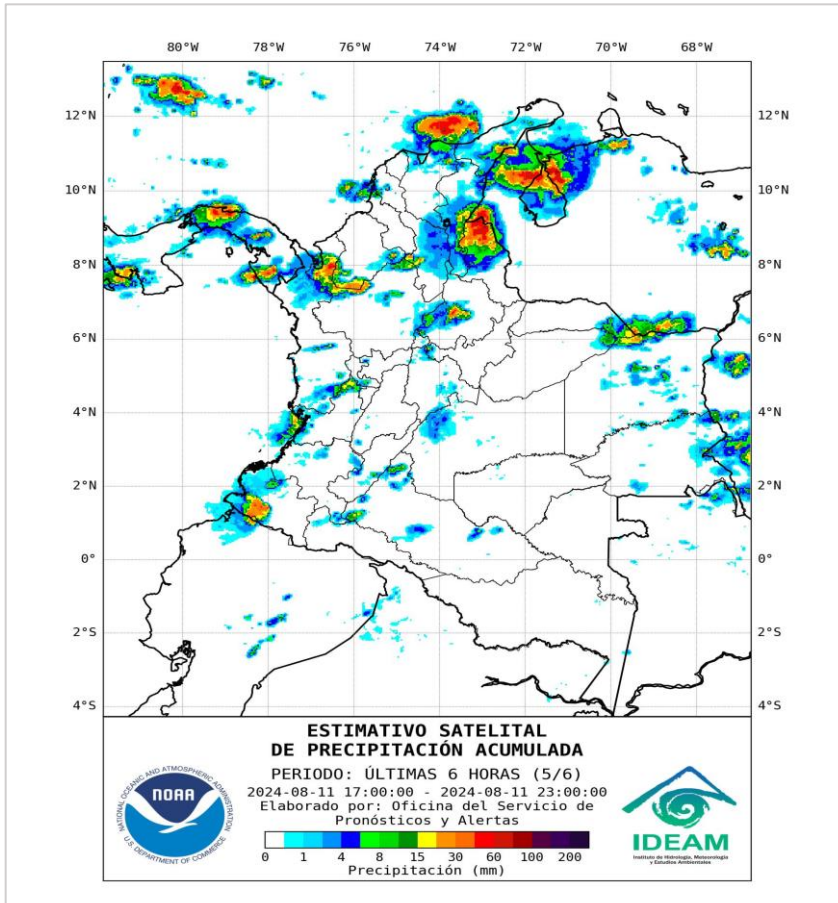 80°W 78°W 76°W 74°W 72°W 70°W 68°W
12°N 12°N
10°N 10°N
8°N 8°N
6°N 6°N
4°N 4°N
2°N 2°N
0° 0°
2°S 2°S
4°S 4°S
ESTIMATIVO SATELITAL
DE PRECIPITACIÓN ACUMULADA
PERIODO: ÚLTIMAS 6 HORAS (5/6)
2024-08-11 17:00:00 - 2024-08-11 23:00:00
Elaborado por: Oficina del Servicio de
Pronósticos y Alertas
0 1 4 8 15 30 60 100 200
Precipitación (mm)
NATIONAL OCEANIC AND ATMOSPHERIC ADMINISTRATION
NOAA
U.S. DEPARTMENT OF COMMERCE
IDEAM
Instituto de Hidrología, Meteorología
y Estudios Ambientales